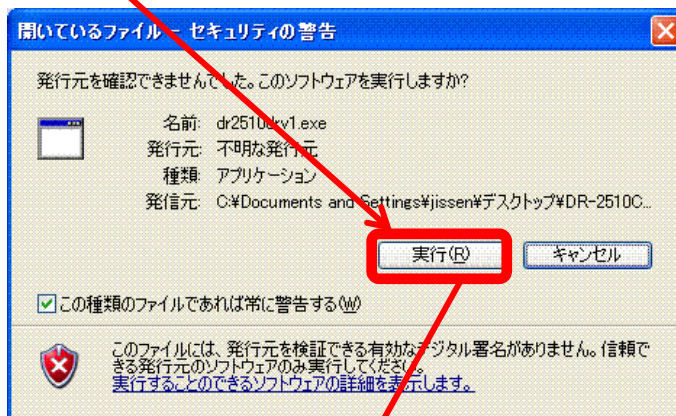 開いているファイル - セキュリティの警告
発行元を確認できませんでした。このソフトウェアを実行しますか?
名前: dr2510drv1.exe
発行元: 不明な発行元
種類: アプリケーション
発信元: C:¥Documents and Settings¥jissen¥デスクトップ¥DR-2510C...
実行(R) キャンセル
この種類のファイルであれば常に警告する(W)
このファイルには、発行元を検証できる有効なデジタル署名がありません。信頼で
きる発行元のソフトウェアのみ実行してください。
実行することのできるソフトウェアの詳細を表示します。